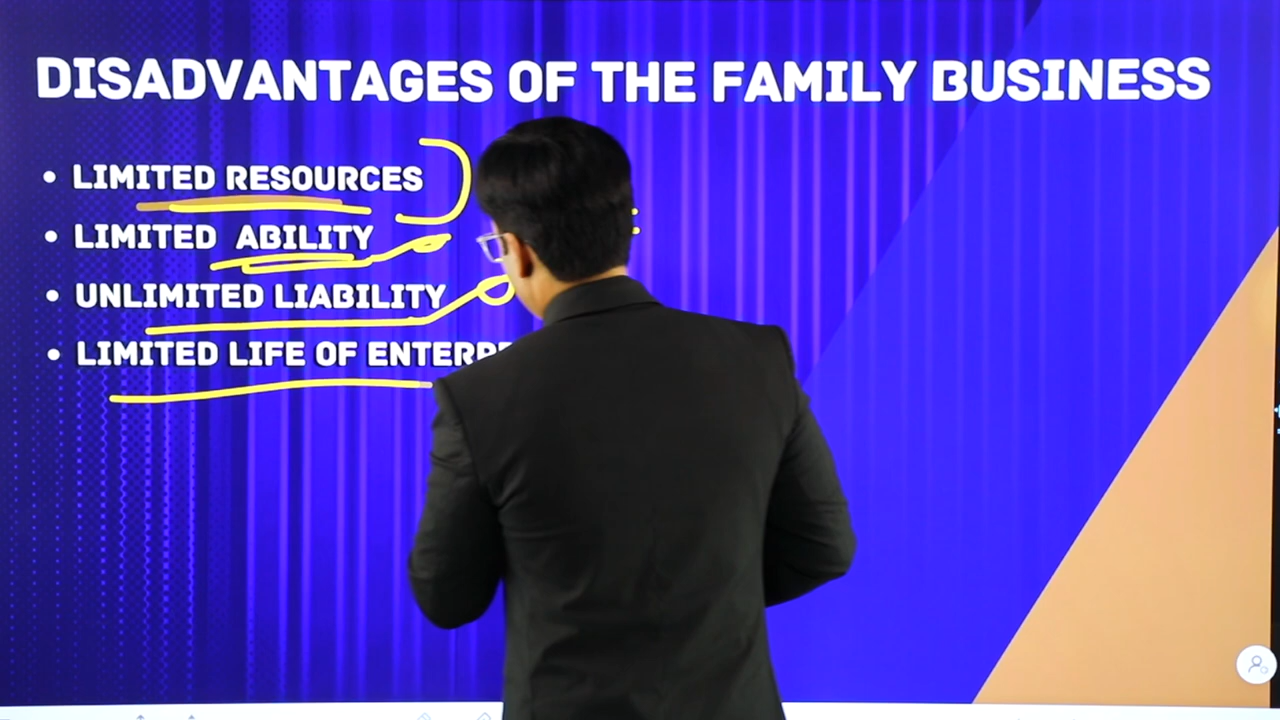 DISADVANTAGES OF THE FAMILY BUSINESS
• LIMITED RESOURCES
• LIMITED ABILITY
• UNLIMITED LIABILITY
• LIMITED LIFE OF